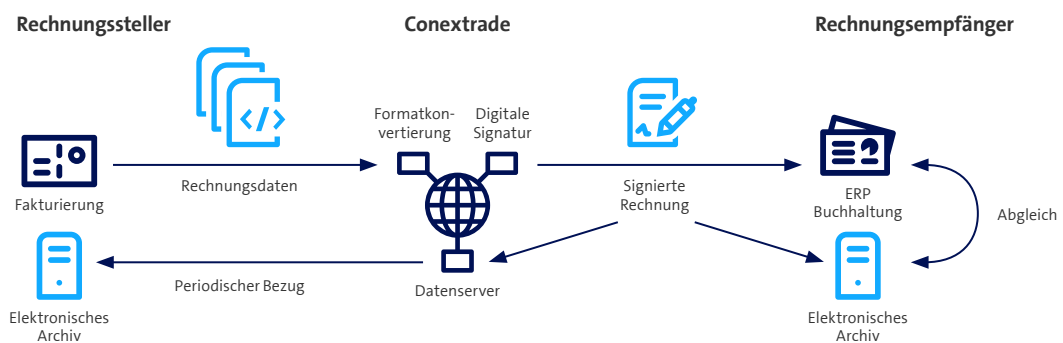 Rechnungssteller
Conextrade
Rechnungsempfänger
Formatkon-
vertierung
Digitale
Signatur
</>
Fakturierung
Rechnungsdaten
Signierte
Rechnung
ERP
Buchhaltung
Abgleich
Periodischer Bezug
Datenserver
Elektronisches
Archiv
Elektronisches
Archiv